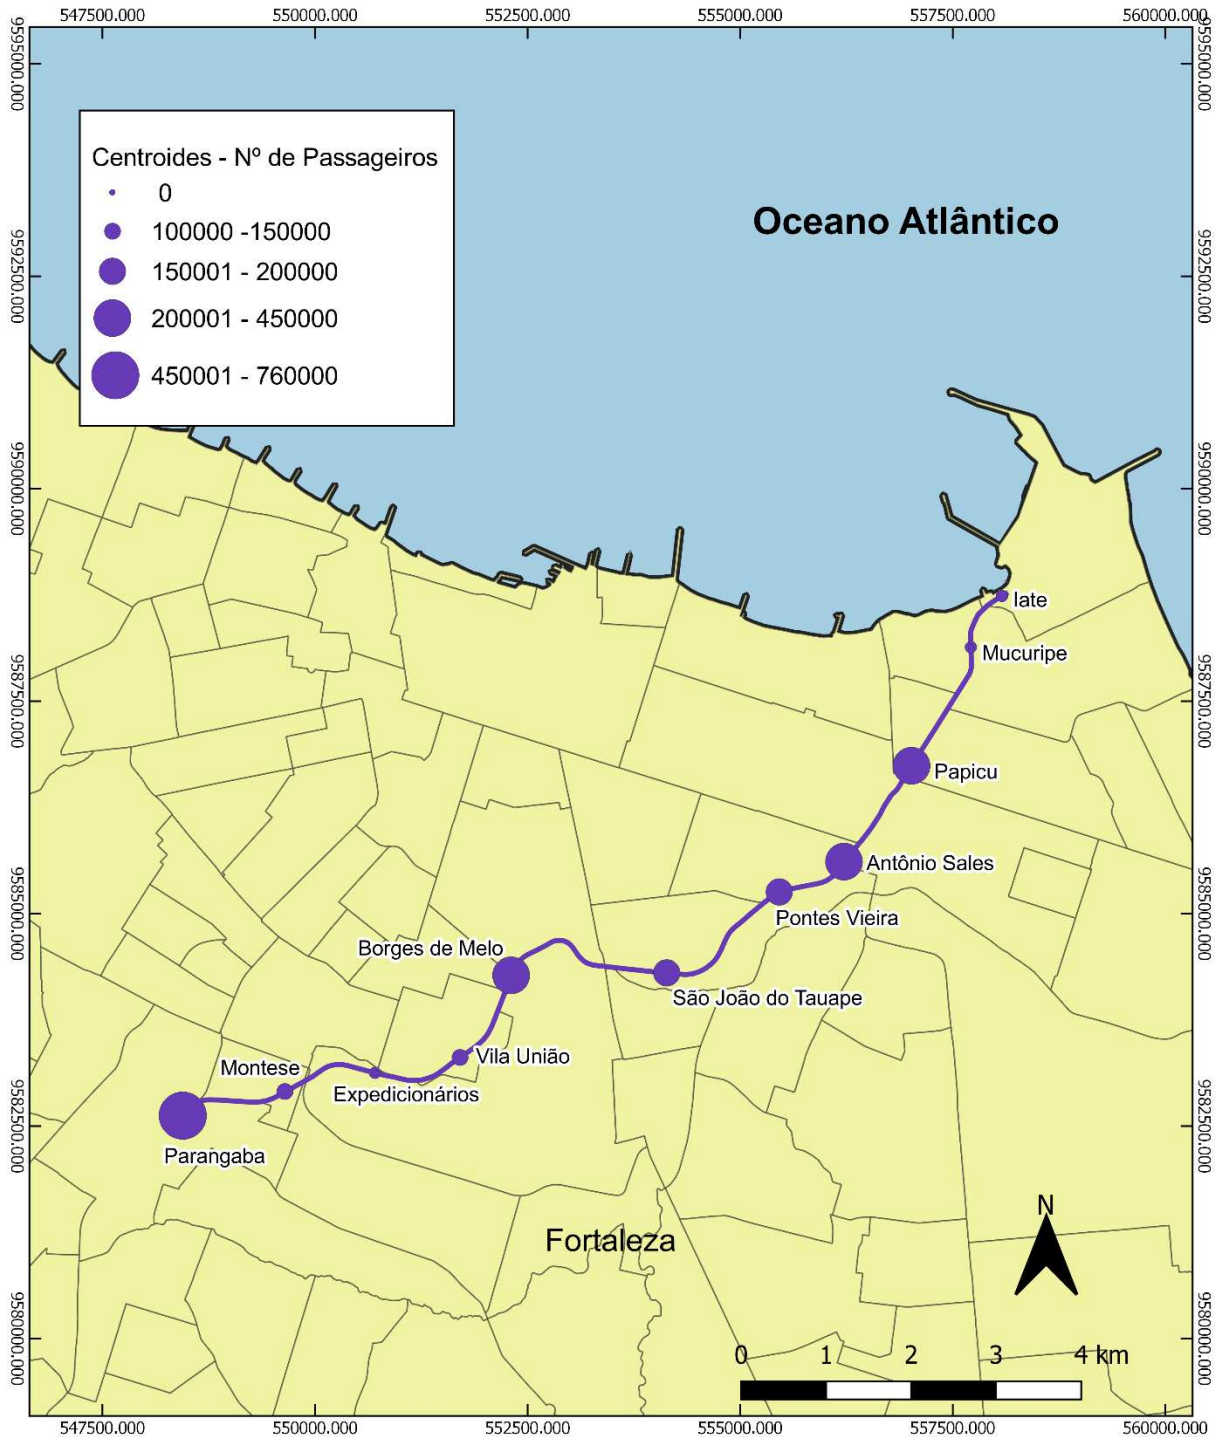 547500.000 550000.000 552500.000 555000.000 557500.000 560000.000
9595000.000 9595000.000
Centroides - Nº de Passageiros
0
100000 -150000
150001 - 200000
200001 - 450000
450001 - 760000
Oceano Atlântico
9592500.000 9592500.000
9590000.000 9590000.000
Iate
Mucuripe
9587500.000 9587500.000
Papicu
Antônio Sales
Pontes Vieira
9585000.000 9585000.000
Borges de Melo
São João do Tauape
Vila União
Montese
Expedicionários
9582500.000 9582500.000
Parangaba
N
Fortaleza
9580000.000 9580000.000
0 1 2 3 4 km
547500.000 550000.000 552500.000 555000.000 557500.000 560000.000